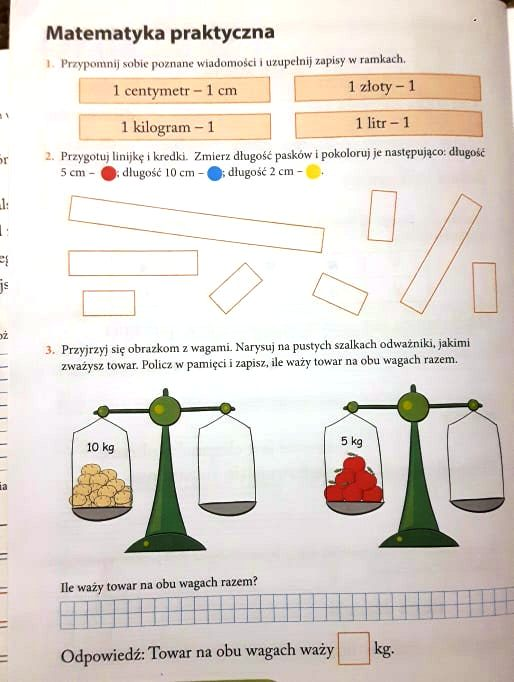 Matematyka praktyczna
1. Przypomnij sobie poznane wiadomości i uzupełnij zapisy w ramkach.
1 centymetr – 1 cm
1 złoty – 1
1 kilogram – 1
1 litr – 1
2. Przygotuj linijkę i kredki. Zmierz długość pasków i pokoloruj je następująco: długość
5 cm – ; długość 10 cm – ; długość 2 cm – .
3. Przyjrzyj się obrazkom z wagami. Narysuj na pustych szalkach odważniki, jakimi
zważysz towar. Policz w pamięci i zapisz, ile waży towar na obu wagach razem.
10 kg
5 kg
Ile waży towar na obu wagach razem?
Odpowiedź: Towar na obu wagach waży kg.